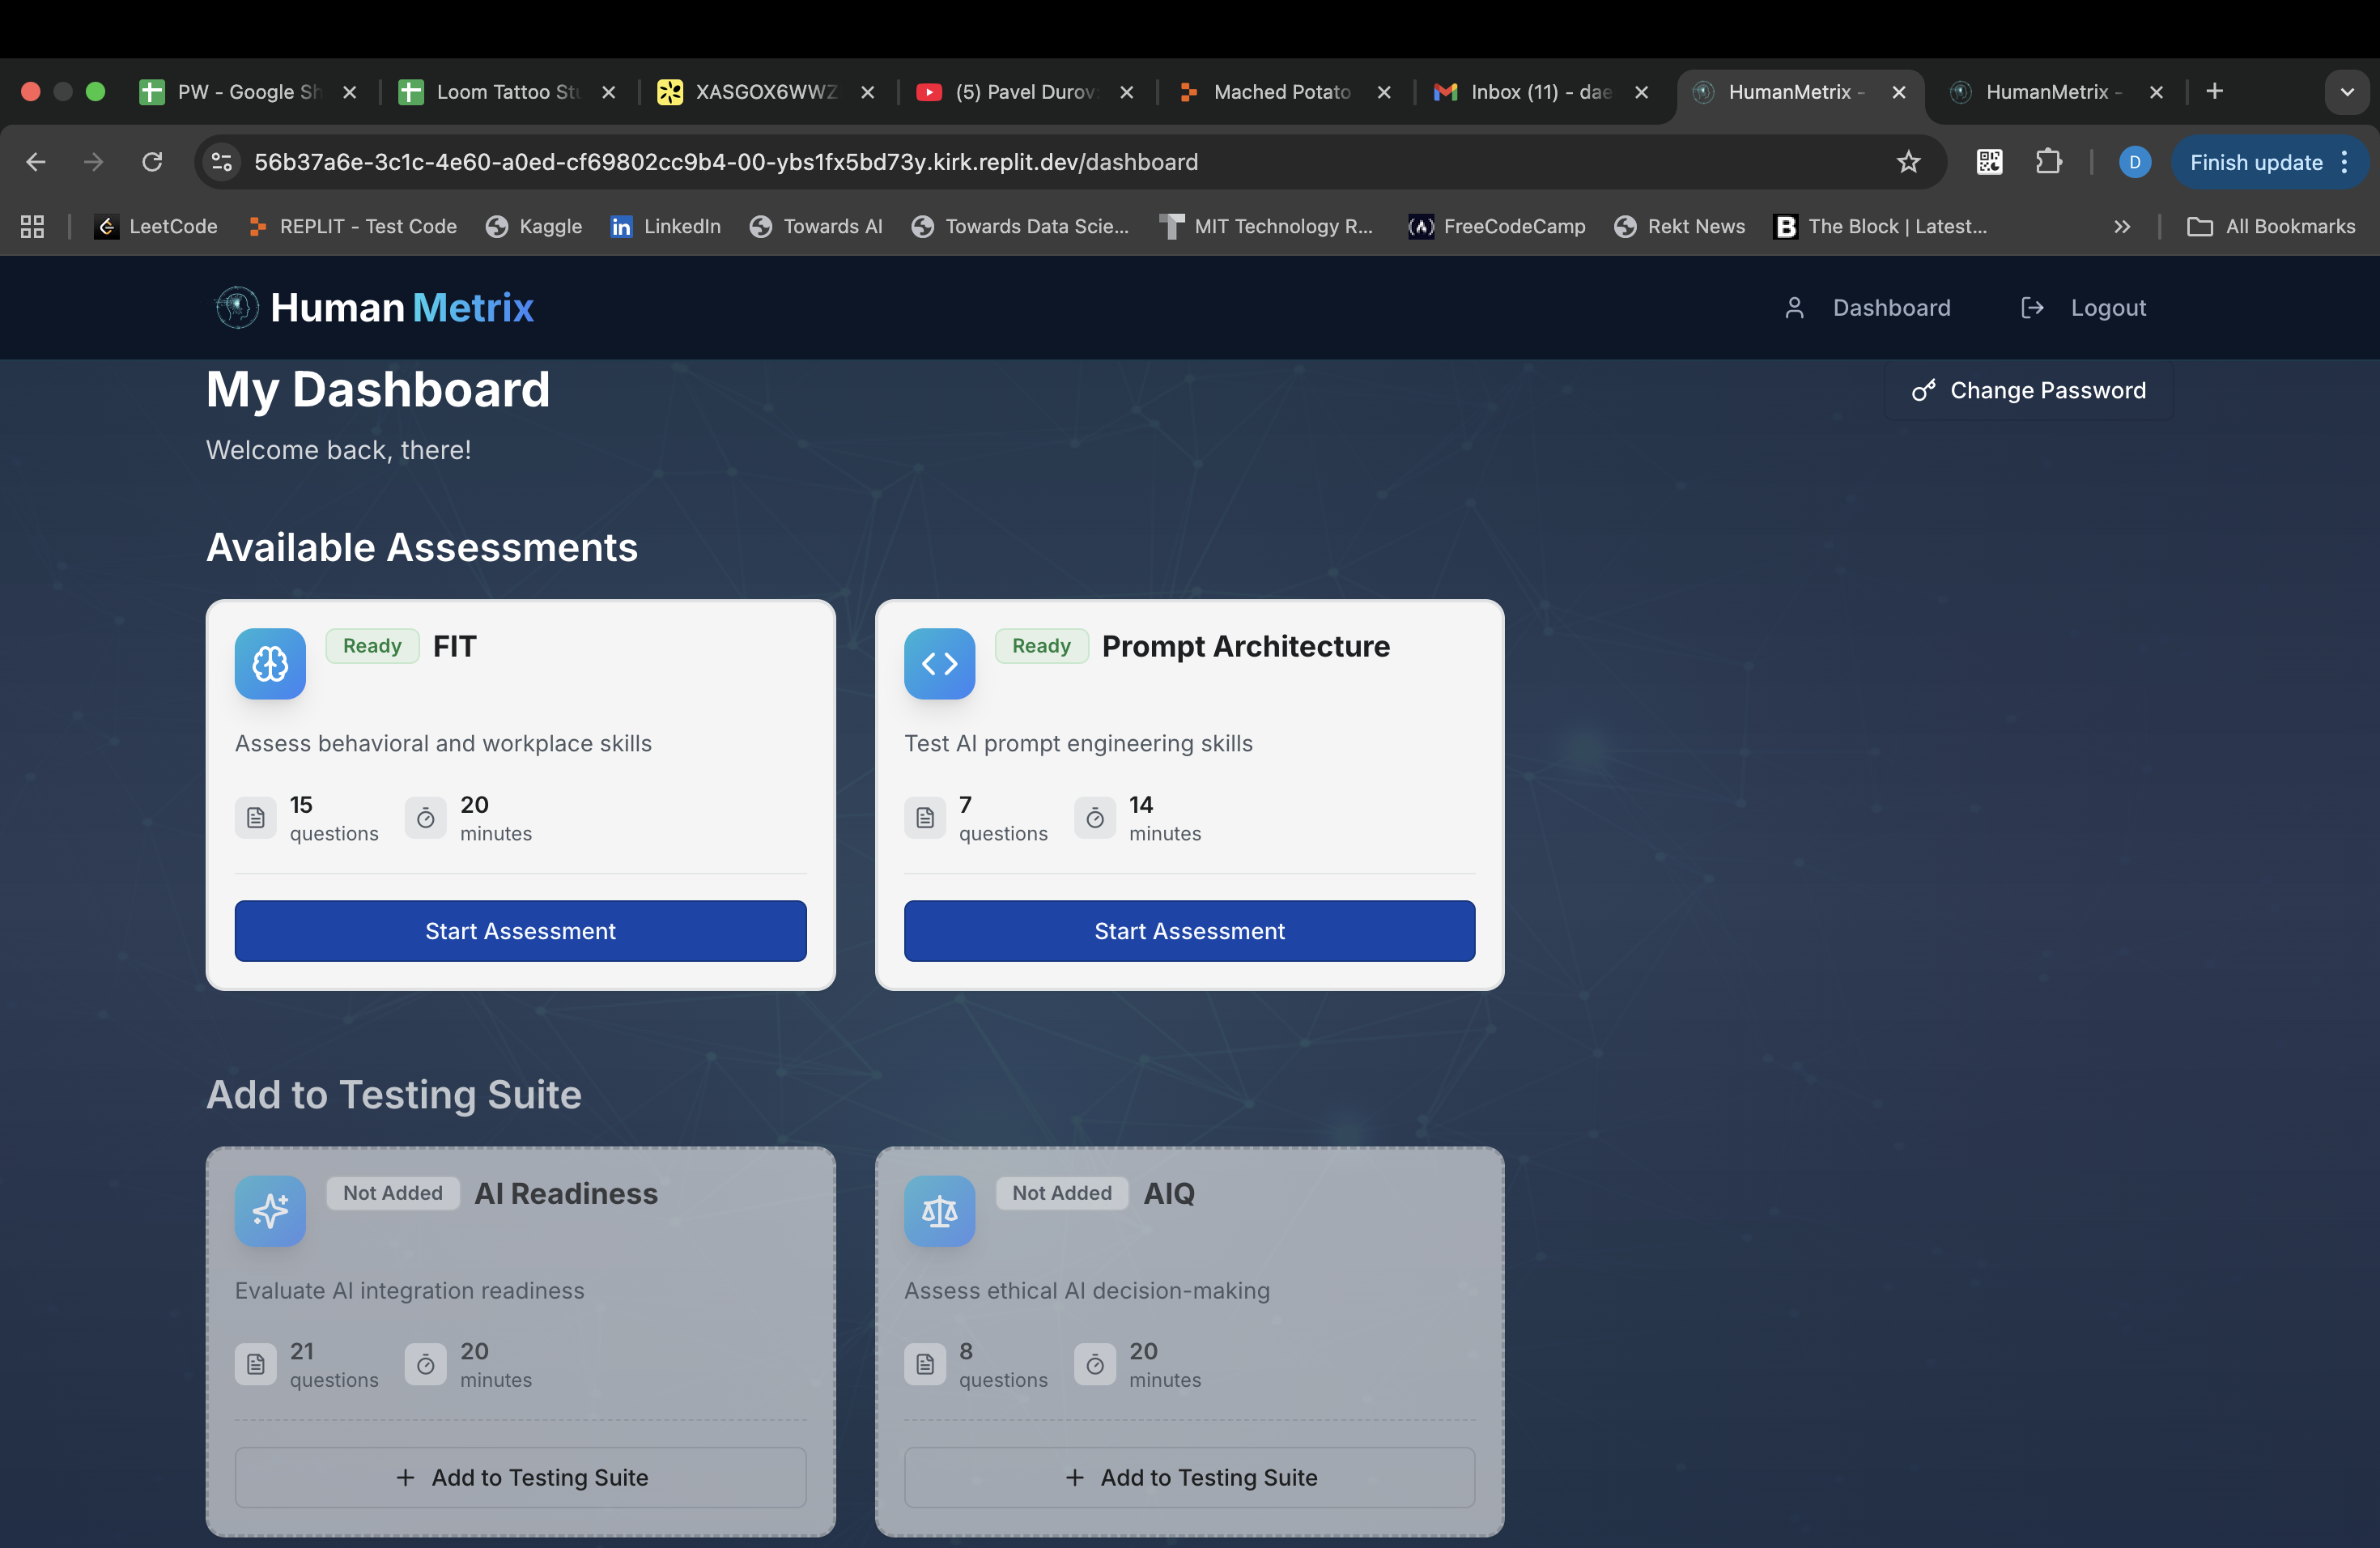 PW - Google Sh
Loom Tattoo Stu
XASGOX6WWZ
(5) Pavel Durov:
Mached Potato
Inbox (11) - dae
HumanMetrix -
HumanMetrix -
56b37a6e-3c1c-4e60-a0ed-cf69802cc9b4-00-ybs1fx5bd73y.kirk.replit.dev/dashboard
D
Finish update
LeetCode
REPLIT - Test Code
Kaggle
in
LinkedIn
Towards AI
Towards Data Scie...
MIT Technology R...
FreeCodeCamp
Rekt News
B
The Block | Latest...
All Bookmarks
Human Metrix
Dashboard
Logout
My Dashboard
Change Password
Welcome back, there!
Available Assessments
Ready
FIT
Assess behavioral and workplace skills
15
questions
20
minutes
Start Assessment
Ready
Prompt Architecture
Test AI prompt engineering skills
7
questions
14
minutes
Start Assessment
Add to Testing Suite
Not Added
AI Readiness
Evaluate AI integration readiness
21
questions
20
minutes
+ Add to Testing Suite
Not Added
AIQ
Assess ethical AI decision-making
8
questions
20
minutes
+ Add to Testing Suite